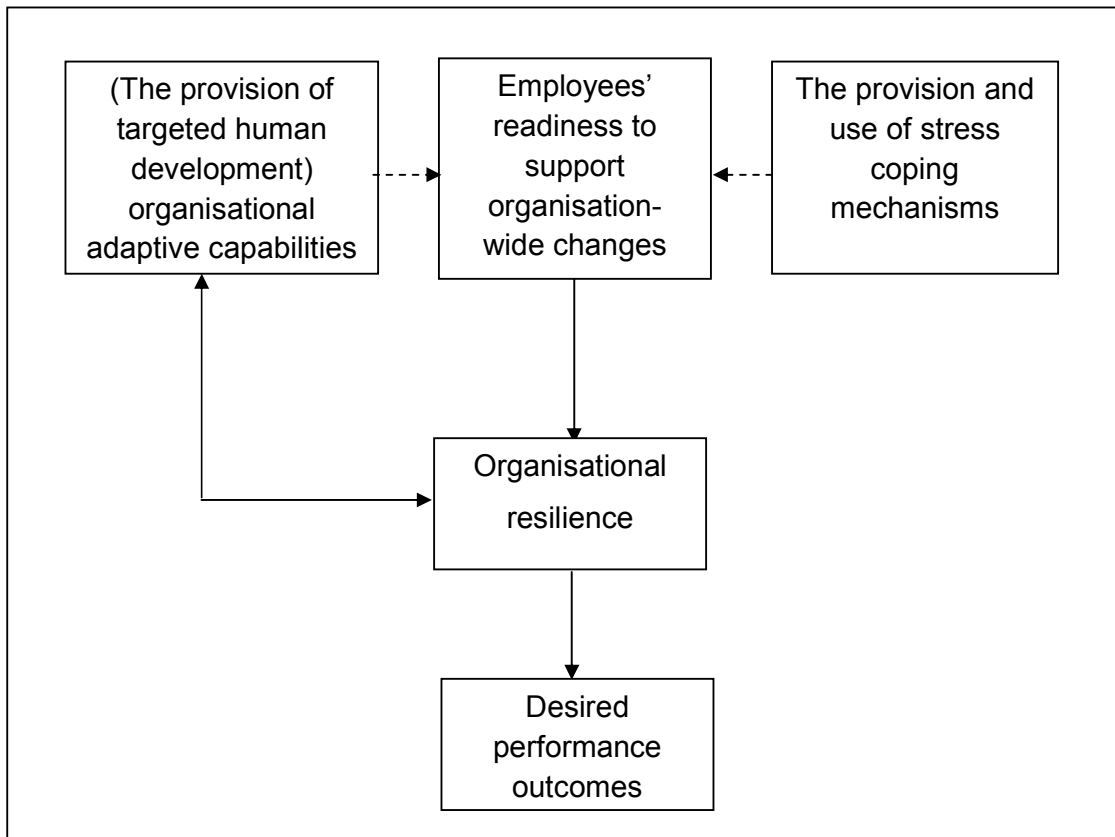 (The provision of
targeted human
development)
organisational
adaptive capabilities
Employees’
readiness to
support
organisation-
wide changes
The provision and
use of stress
coping
mechanisms
Organisational
resilience
Desired
performance
outcomes